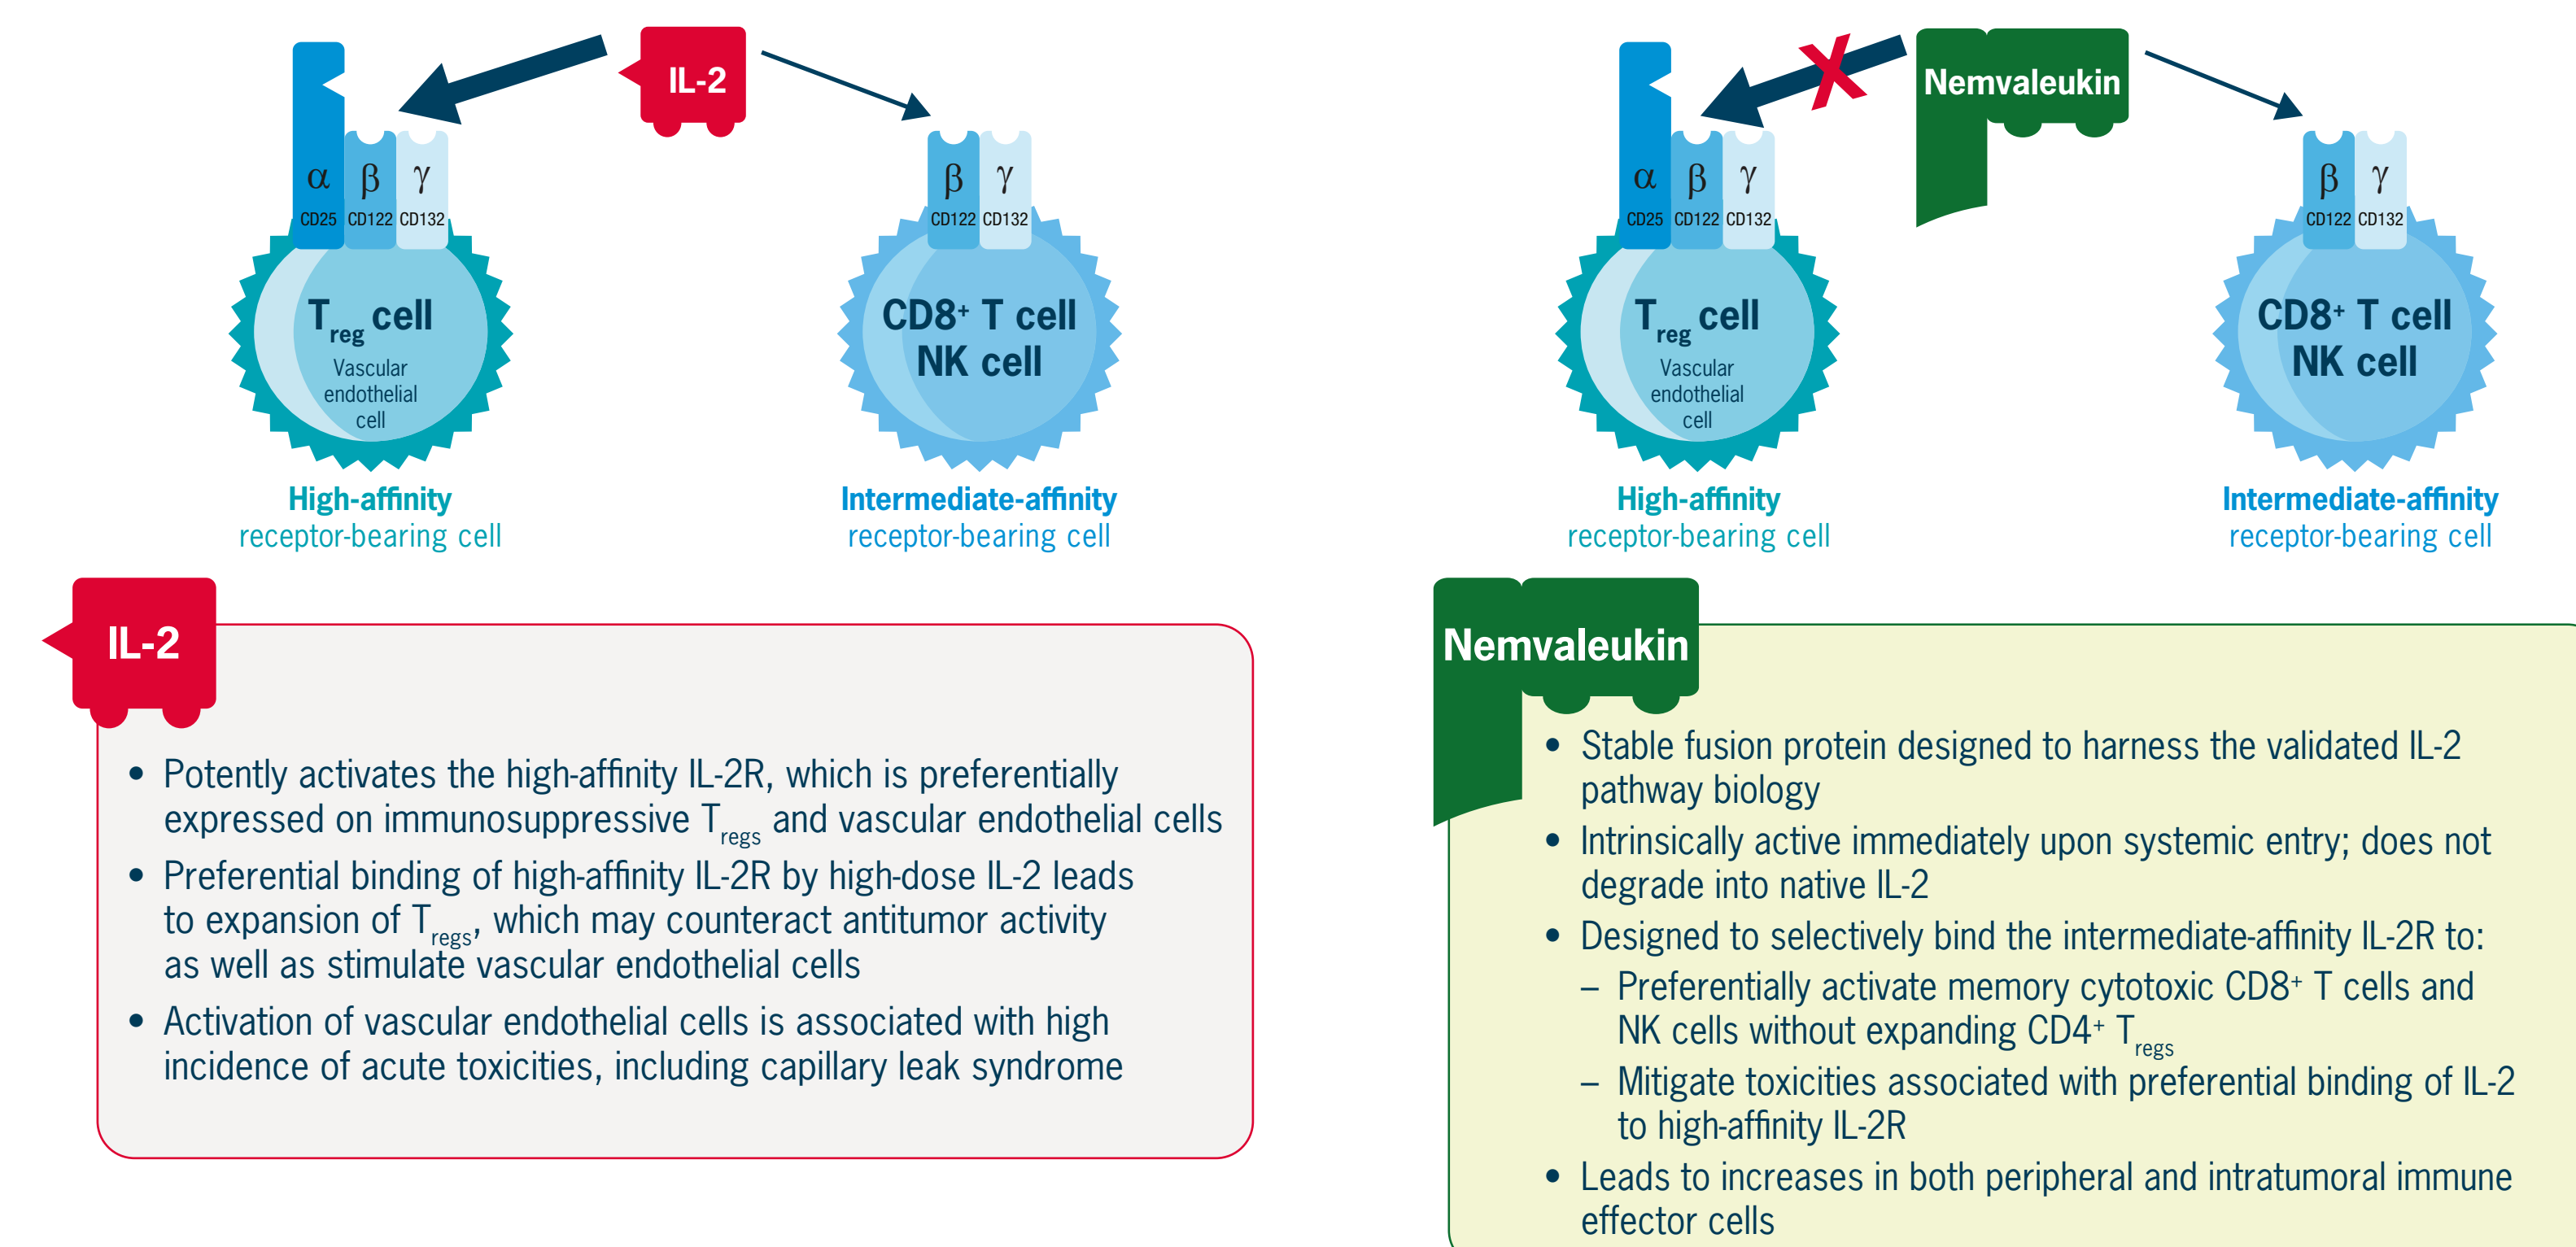 IL-2
α β γ
CD25 CD122 CD132
T reg cell
Vascular
endothelial
cell
High-affinity
receptor-bearing cell
β γ
CD122 CD132
CD8+ T cell
NK cell
Intermediate-affinity
receptor-bearing cell
X
Nemvaleukin
α β γ
CD25 CD122 CD132
T reg cell
Vascular
endothelial
cell
High-affinity
receptor-bearing cell
β γ
CD122 CD132
CD8+ T cell
NK cell
Intermediate-affinity
receptor-bearing cell
IL-2
• Potently activates the high-affinity IL-2R, which is preferentially
expressed on immunosuppressive Tregs and vascular endothelial cells
• Preferential binding of high-affinity IL-2R by high-dose IL-2 leads
to expansion of Tregs, which may counteract antitumor activity
as well as stimulate vascular endothelial cells
• Activation of vascular endothelial cells is associated with high
incidence of acute toxicities, including capillary leak syndrome
Nemvaleukin
• Stable fusion protein designed to harness the validated IL-2
pathway biology
• Intrinsically active immediately upon systemic entry; does not
degrade into native IL-2
• Designed to selectively bind the intermediate-affinity IL-2R to:
– Preferentially activate memory cytotoxic CD8+ T cells and
NK cells without expanding CD4+ Tregs
– Mitigate toxicities associated with preferential binding of IL-2
to high-affinity IL-2R
• Leads to increases in both peripheral and intratumoral immune
effector cells